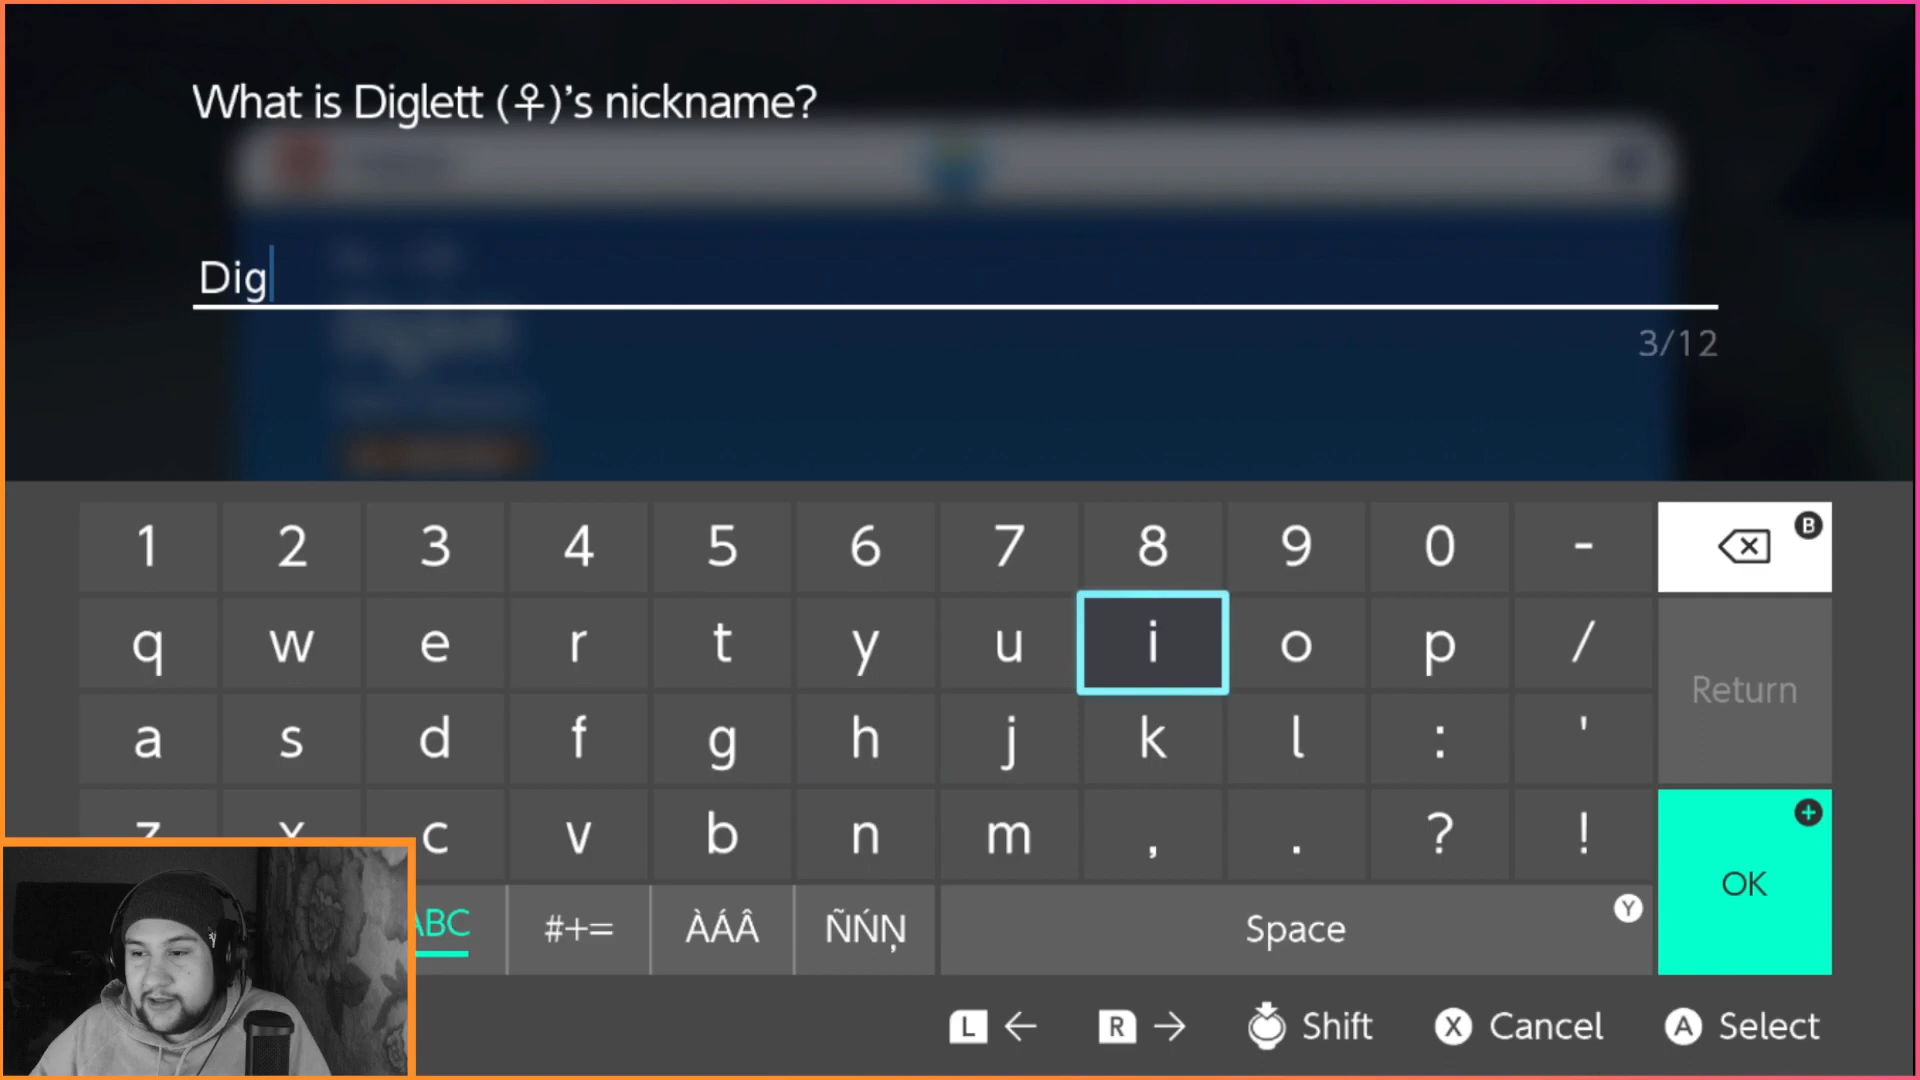 What is Diglett (♀)'s nickname?
Dig
3/12
1 2 3 4 5 6 7 8 9 0 - B
q w e r t y u i o p / Return
a s d f g h j k l : '
z x c v b n m , . ? ! +
ABC #+= ÀÁÂ ÑŃŅ Space Y OK
L ← R → Shift X Cancel A Select